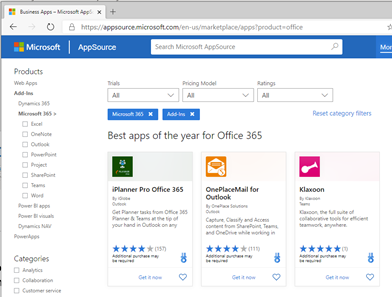 Business Apps – Microsoft AppS
https://appsource.microsoft.com/en-us/marketplace/apps?product=office
Microsoft
AppSource
Search Microsoft AppSource
Products
Web Apps
Add-Ins
Dynamics 365
Microsoft 365 >
Excel
OneNote
Outlook
PowerPoint
Project
SharePoint
Teams
Word
Power BI apps
Power BI visuals
Dynamics NAV
PowerApps
Categories
Analytics
Collaboration
Customer service
Trials
Pricing Model
Ratings
All
All
All
Microsoft 365 ×
Add-Ins ×
Reset category filters
Best apps of the year for Office 365
iPlanner Pro Office 365
By iGlobe
Outlook
Get Planner tasks from Office 365
Planner & Teams at the tip of
your hand in Outlook on any
(157)
Additional purchase may
be required
Get it now
OnePlaceMail for
Outlook
By OnePlace Solutions
Outlook
Capture, Classify and Access
content from SharePoint, Teams,
and OneDrive while working in
(111)
Additional purchase may
be required
Get it now
Klaxoon
By Klaxoon
Teams
Klaxoon, the full suite of
collaborative tools for efficient
teamwork, anywhere
(1)
Additional purchase may
be required
Get it now